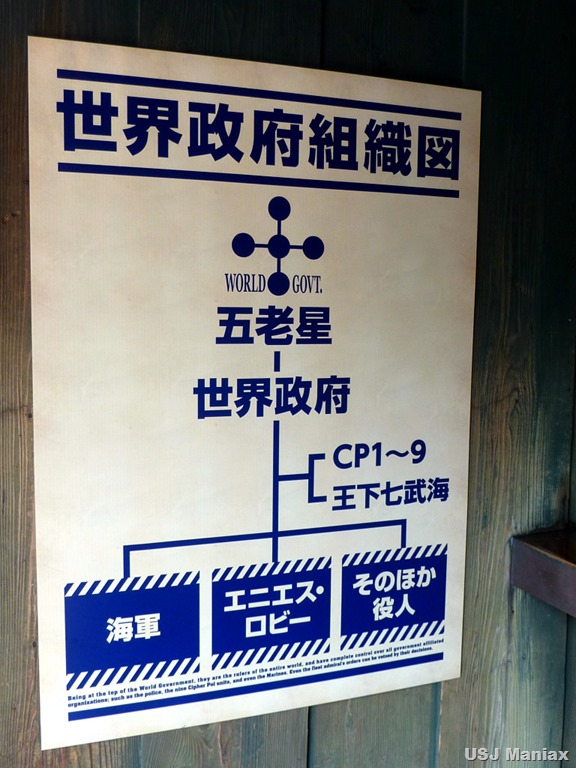 世界政府組織図
WORLD GOVT.
五老星
世界政府
CP1～9
王下七武海
海軍
エニエス・
ロビー
そのほか
役人
Being at the top of the World Government, they are the rulers of the entire world, and have complete control over all government affiliated
organizations; such as the police, the nine Cipher Pol units, and even the Marines. Even the fleet admiral's orders can be vetoed by their decisions.
USJ Maniax